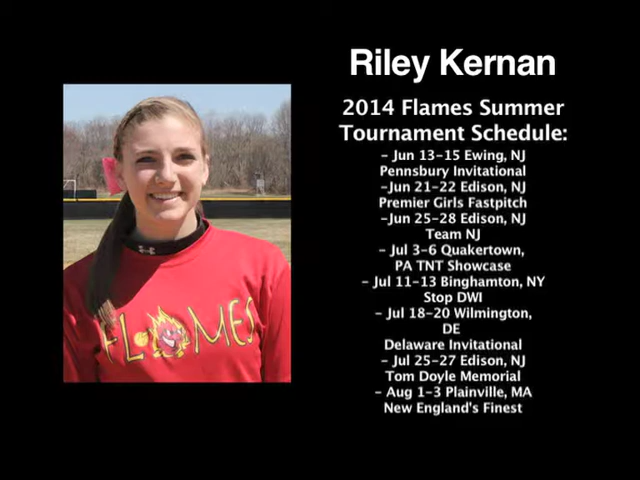 Riley Kernan
2014 Flames Summer
Tournament Schedule:
- Jun 13-15 Ewing, NJ
Pennsbury Invitational
-Jun 21-22 Edison, NJ
Premier Girls Fastpitch
-Jun 25-28 Edison, NJ
Team NJ
- Jul 3-6 Quakertown,
PA TNT Showcase
- Jul 11-13 Binghamton, NY
Stop DWI
- Jul 18-20 Wilmington,
DE
Delaware Invitational
- Jul 25-27 Edison, NJ
Tom Doyle Memorial
- Aug 1-3 Plainville, MA
New England's Finest
FLAMES